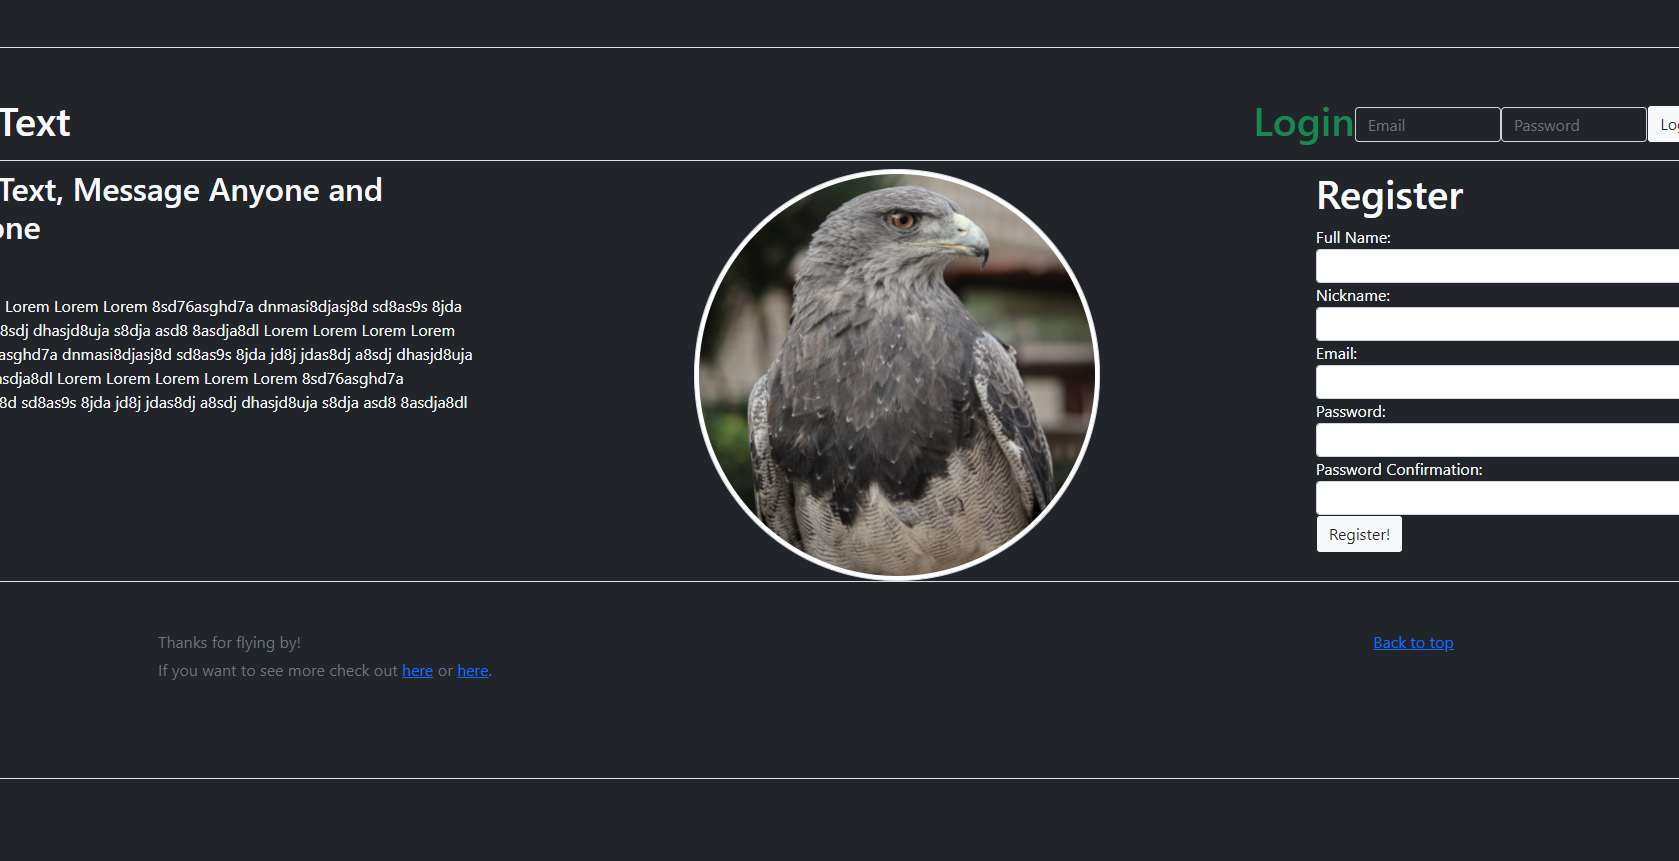 Text
Login
Email
Password
Text, Message Anyone and
one
Lorem Lorem Lorem 8sd76asghd7a dnmasi8djasj8d sd8as9s 8jda
8sdj dhasjd8uja s8dja asd8 8asdja8dl Lorem Lorem Lorem Lorem
asghd7a dnmasi8djasj8d sd8as9s 8jda jd8j jdas8dj a8sdj dhasjd8uja
asdja8dl Lorem Lorem Lorem Lorem Lorem 8sd76asghd7a
8d sd8as9s 8jda jd8j jdas8dj a8sdj dhasjd8uja s8dja asd8 8asdja8dl
Register
Full Name:
Nickname:
Email:
Password:
Password Confirmation:
Register!
Thanks for flying by!
If you want to see more check out here or here.
Back to top